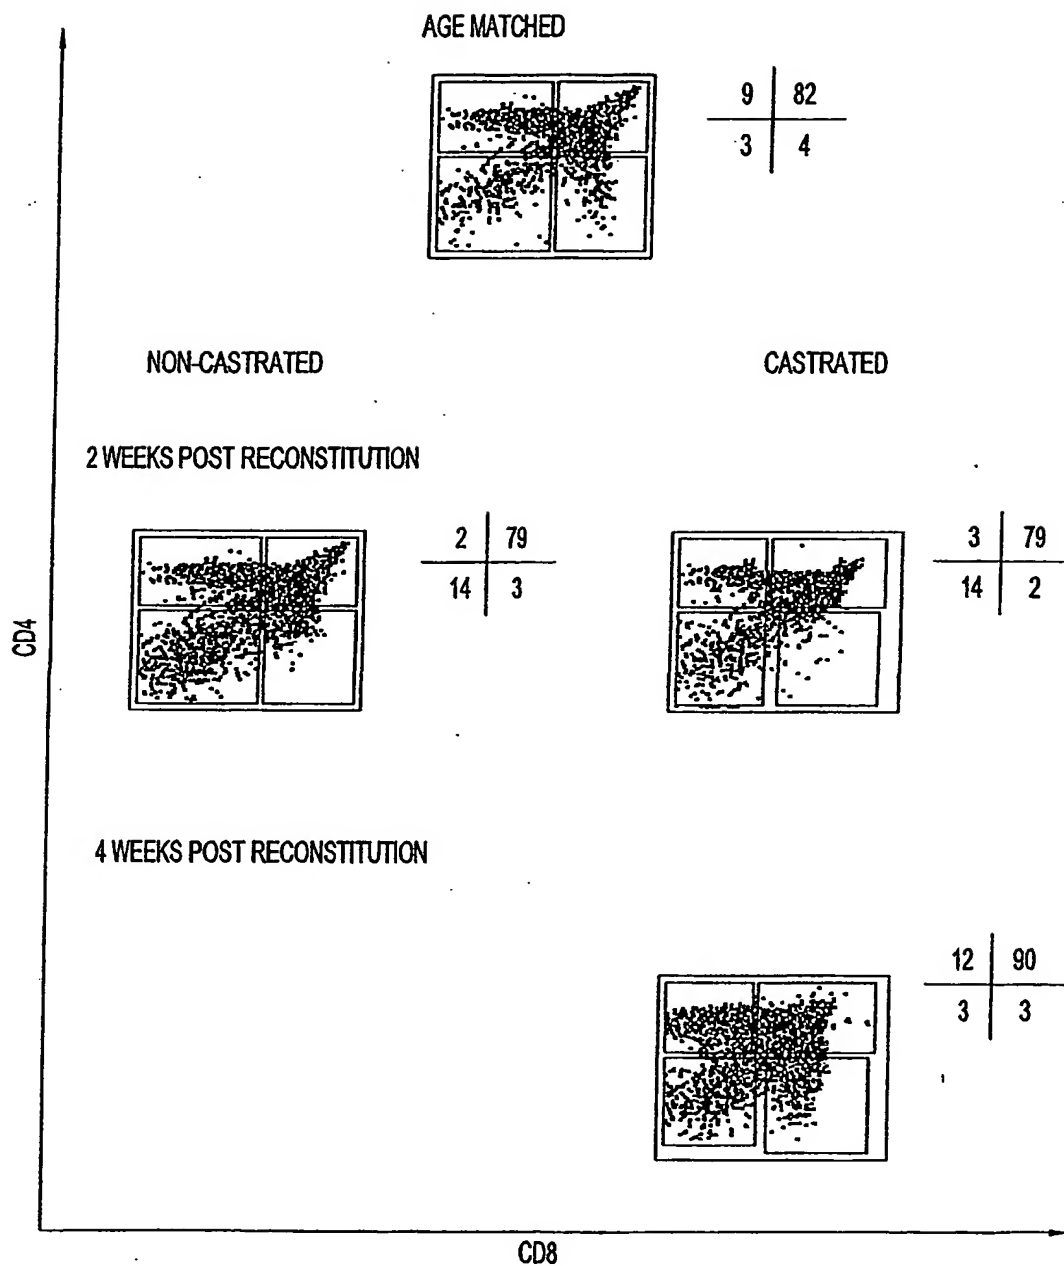 AGE MATCHED
9 82
3 4
NON-CASTRATED CASTRATED
2 WEEKS POST RECONSTITUTION
2 79
14 3
3 79
14 2
CD4
4 WEEKS POST RECONSTITUTION
12 90
3 3
CD8